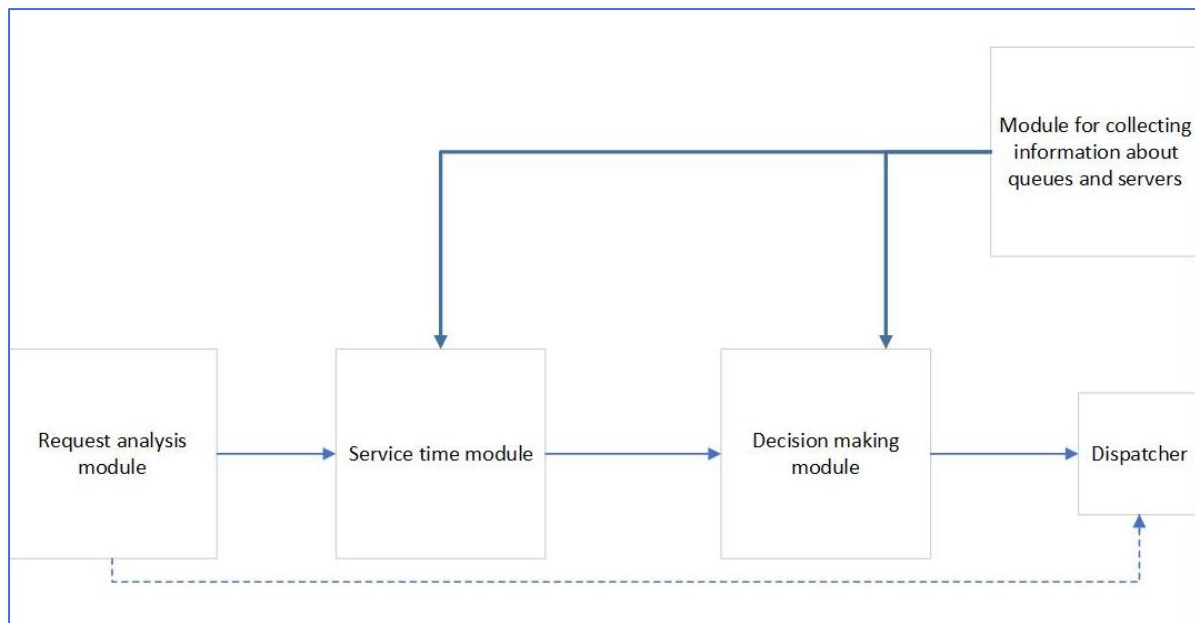 Module for collecting
information about
queues and servers
Request analysis
module
Service time module
Decision making
module
Dispatcher